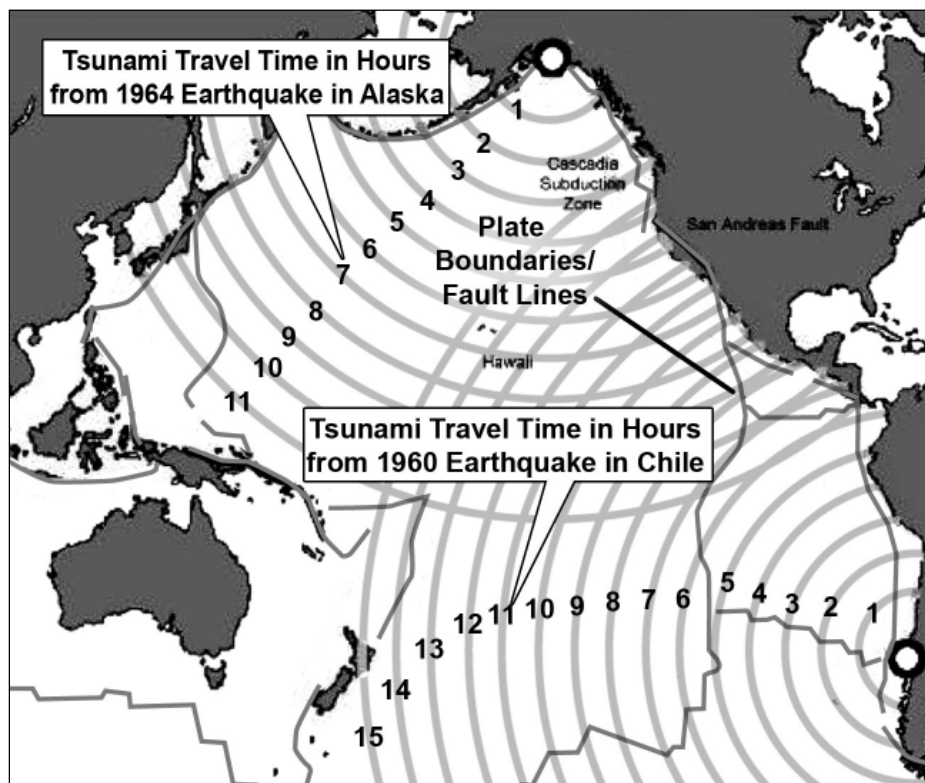 Tsunami Travel Time in Hours
from 1964 Earthquake in Alaska
1
2
3
4
5
6
7
8
9
10
11
Cascadia
Subduction
Zone
San Andreas Fault
Plate
Boundaries/
Fault Lines
Hawaii
Tsunami Travel Time in Hours
from 1960 Earthquake in Chile
15
14
13
12
11
10
9
8
7
6
5
4
3
2
1